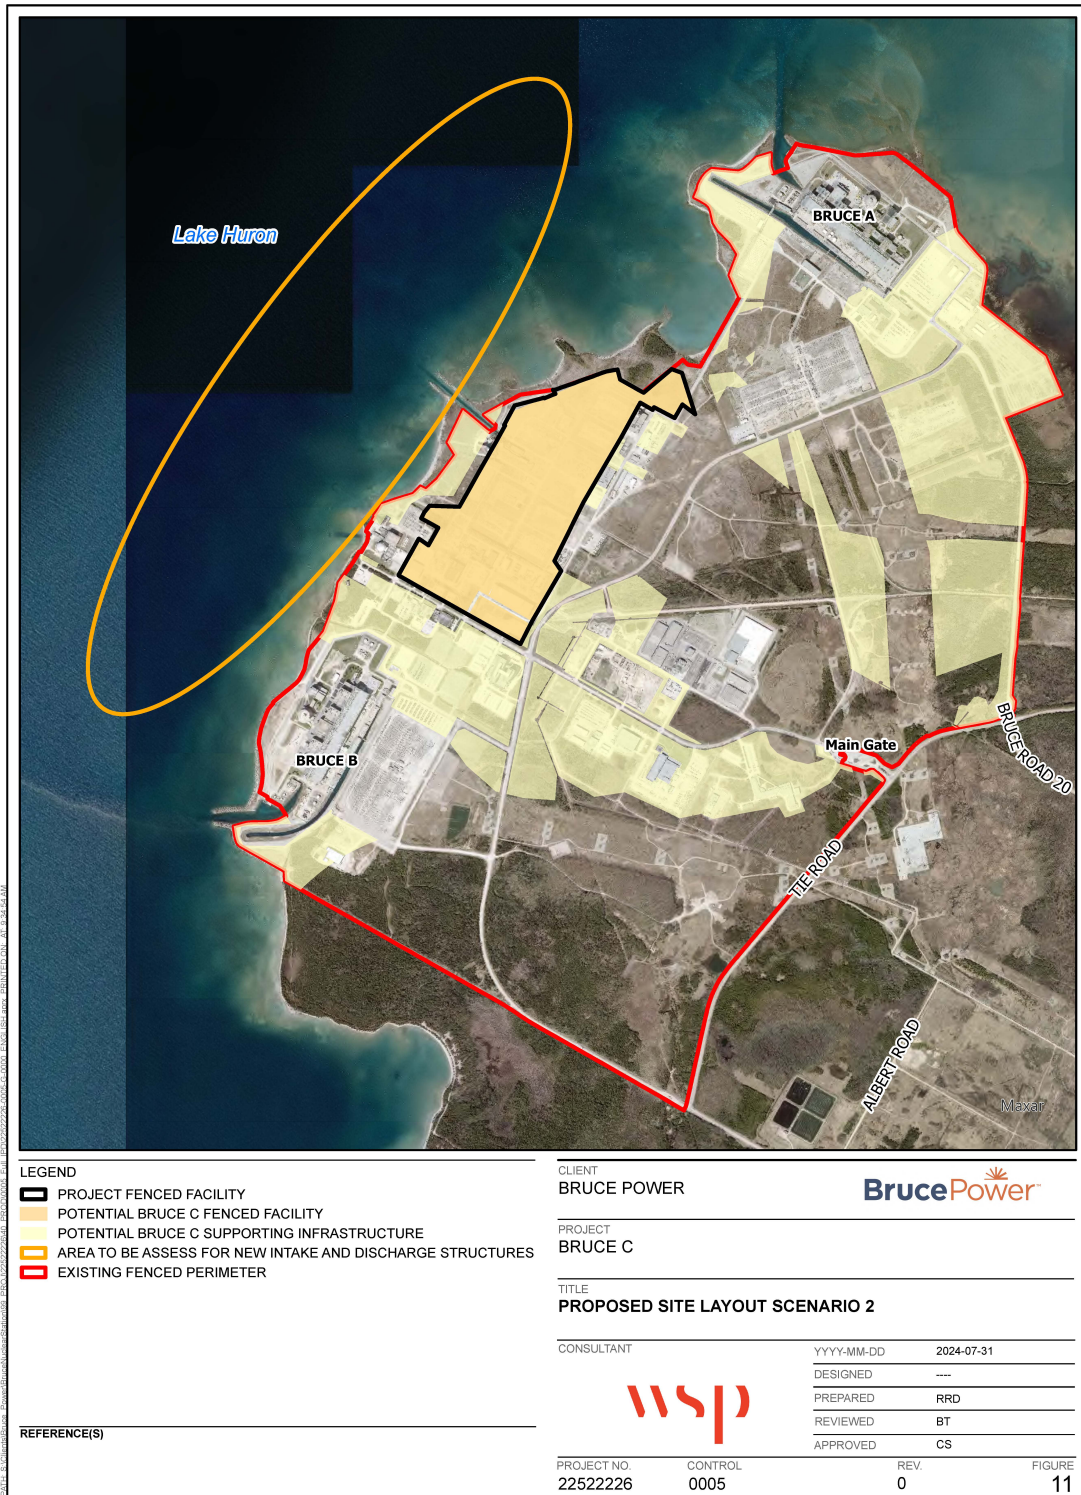 Lake Huron
BRUCE A
BRUCE B
Main Gate
BRUCE ROAD 20
TIE ROAD
ALBERT ROAD
Maxar
LEGEND
PROJECT FENCED FACILITY
POTENTIAL BRUCE C FENCED FACILITY
POTENTIAL BRUCE C SUPPORTING INFRASTRUCTURE
AREA TO BE ASSESS FOR NEW INTAKE AND DISCHARGE STRUCTURES
EXISTING FENCED PERIMETER
REFERENCE(S)
CLIENT
BRUCE POWER
BrucePower™
PROJECT
BRUCE C
TITLE
PROPOSED SITE LAYOUT SCENARIO 2
CONSULTANT
wsp
YYYY-MM-DD 2024-07-31
DESIGNED ----
PREPARED RRD
REVIEWED BT
APPROVED CS
PROJECT NO. CONTROL REV. FIGURE
22522226 0005 0 11